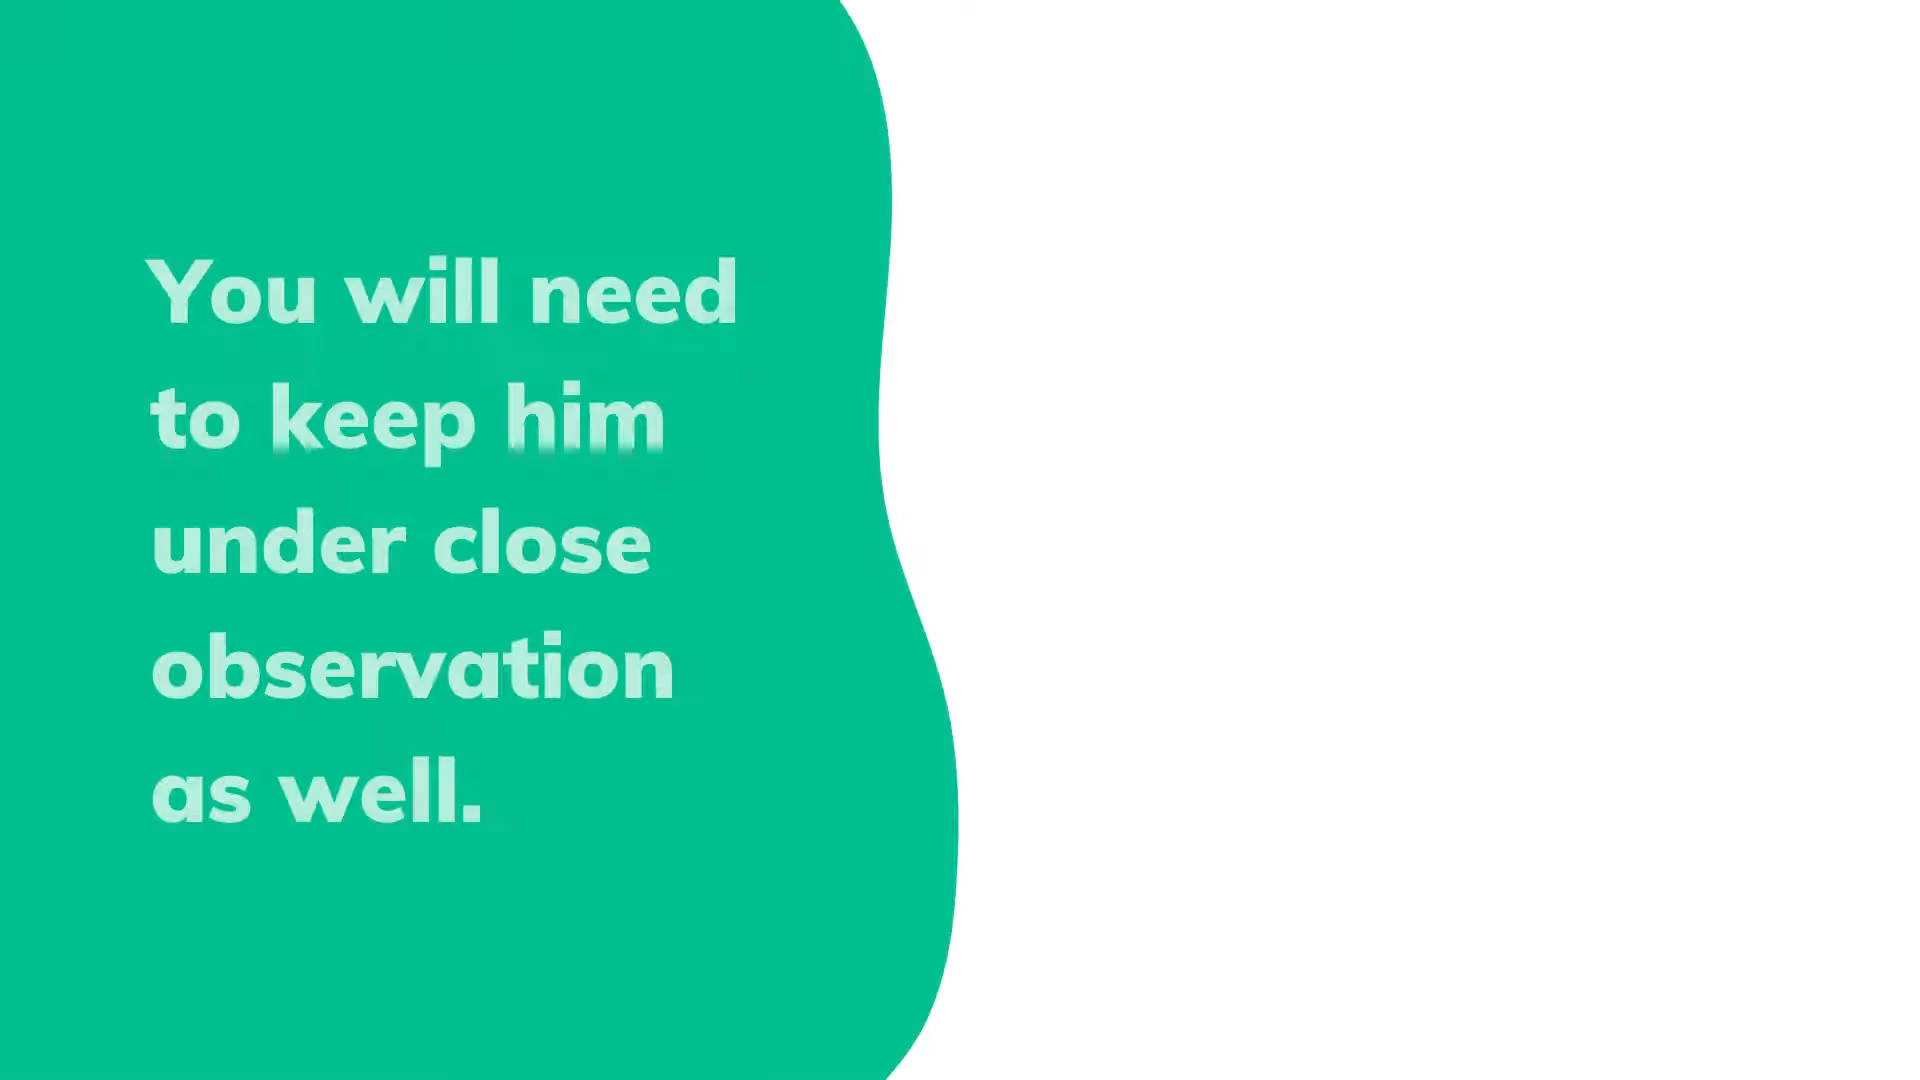 You will need
to keep him
under close
observation
as well.